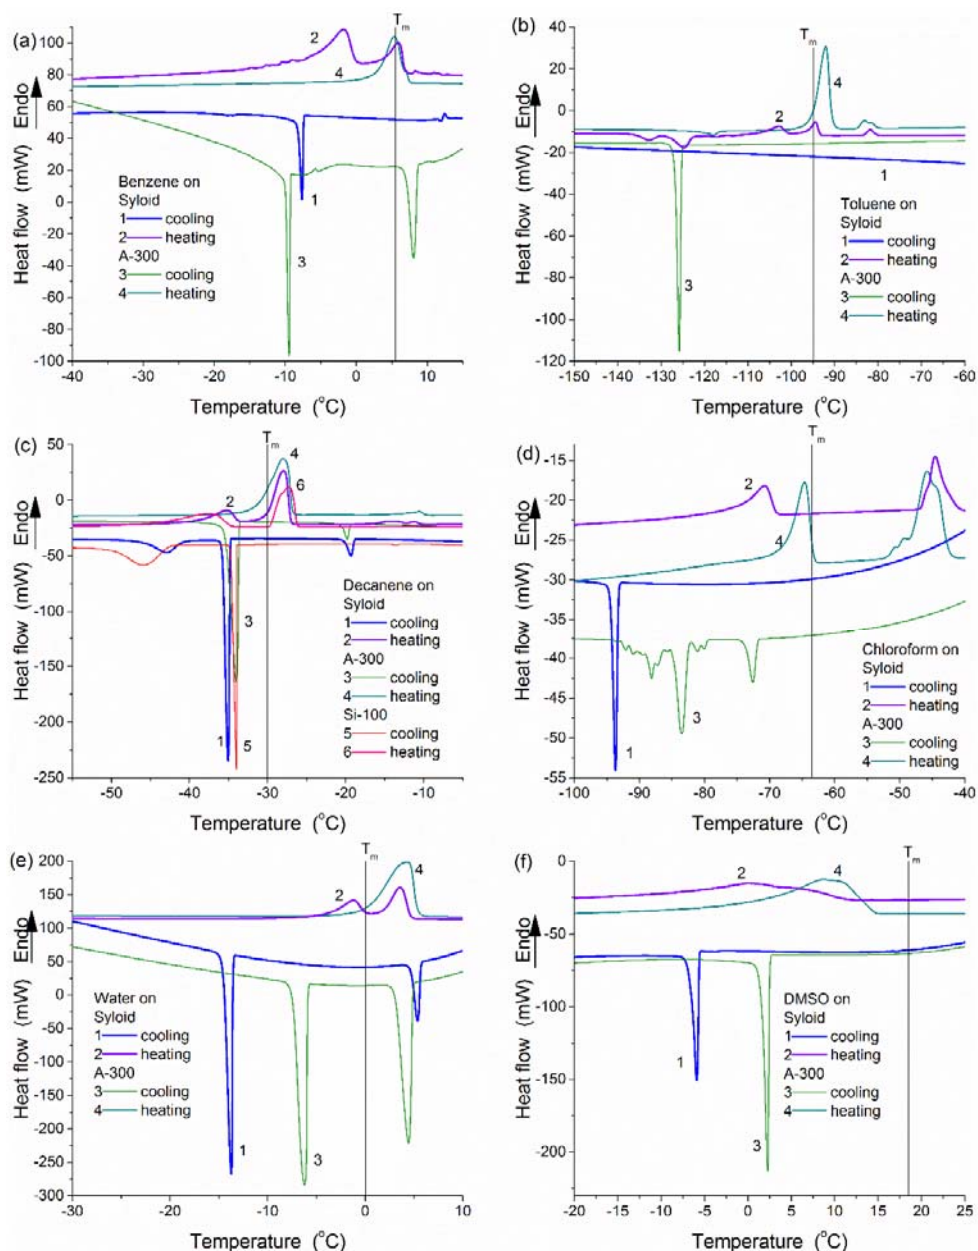 (a)
Tm
Heat flow (mW) Endo
100
80
60
40
20
0
-20
-40
-60
-80
-100
2
4
1
3
Benzene on
Syloid
1 cooling
2 heating
A-300
3 cooling
4 heating
-40 -30 -20 -10 0 10
Temperature (°C)
(b)
Tm
Heat flow (mW) Endo
40
20
0
-20
-40
-60
-80
-100
-120
4
2
1
3
Toluene on
Syloid
1 cooling
2 heating
A-300
3 cooling
4 heating
-150 -140 -130 -120 -110 -100 -90 -80 -70 -60
Temperature (°C)
(c)
Tm
Heat flow (mW) Endo
50
0
-50
-100
-150
-200
-250
4
2
6
3
1
5
Decanene on
Syloid
1 cooling
2 heating
A-300
3 cooling
4 heating
Si-100
5 cooling
6 heating
-50 -40 -30 -20 -10
Temperature (°C)
(d)
Tm
Heat flow (mW) Endo
-15
-20
-25
-30
-35
-40
-45
-50
-55
2
4
3
1
Chloroform on
Syloid
1 cooling
2 heating
A-300
3 cooling
4 heating
-100 -90 -80 -70 -60 -50 -40
Temperature (°C)
(e)
Tm
Heat flow (mW) Endo
200
150
100
50
0
-50
-100
-150
-200
-250
-300
4
2
1
3
Water on
Syloid
1 cooling
2 heating
A-300
3 cooling
4 heating
-30 -20 -10 0 10
Temperature (°C)
(f)
Tm
Heat flow (mW) Endo
0
-50
-100
-150
-200
2
4
1
3
DMSO on
Syloid
1 cooling
2 heating
A-300
3 cooling
4 heating
-20 -15 -10 -5 0 5 10 15 20 25
Temperature (°C)